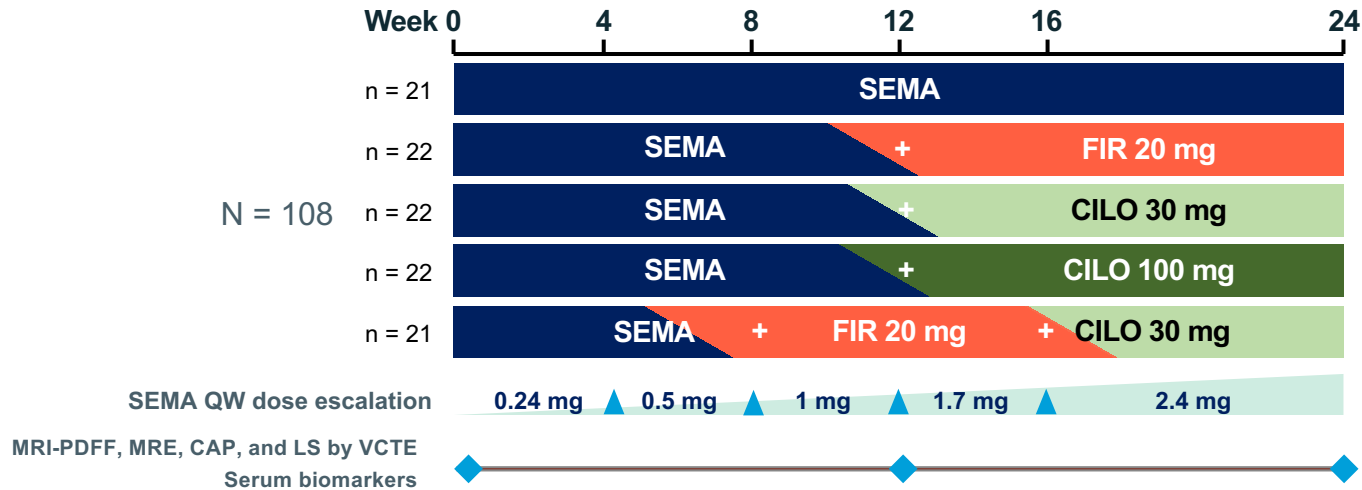 Week 0 4 8 12 16 24
n = 21 SEMA
n = 22 SEMA + FIR 20 mg
N = 108 n = 22 SEMA + CILO 30 mg
n = 22 SEMA + CILO 100 mg
n = 21 SEMA + FIR 20 mg + CILO 30 mg
SEMA QW dose escalation 0.24 mg 0.5 mg 1 mg 1.7 mg 2.4 mg
MRI-PDFF, MRE, CAP, and LS by VCTE
Serum biomarkers